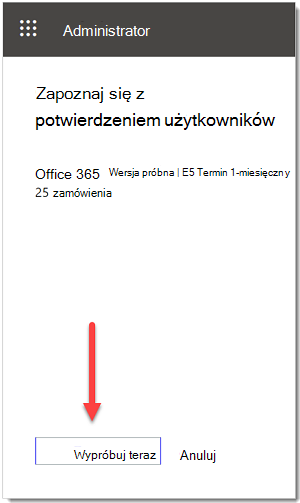 Administrator
Zapoznaj się z
potwierdzeniem użytkowników
Office 365 Wersja próbna | E5 Termin 1-miesięczny
25 zamówienia
Wypróbuj teraz Anuluj